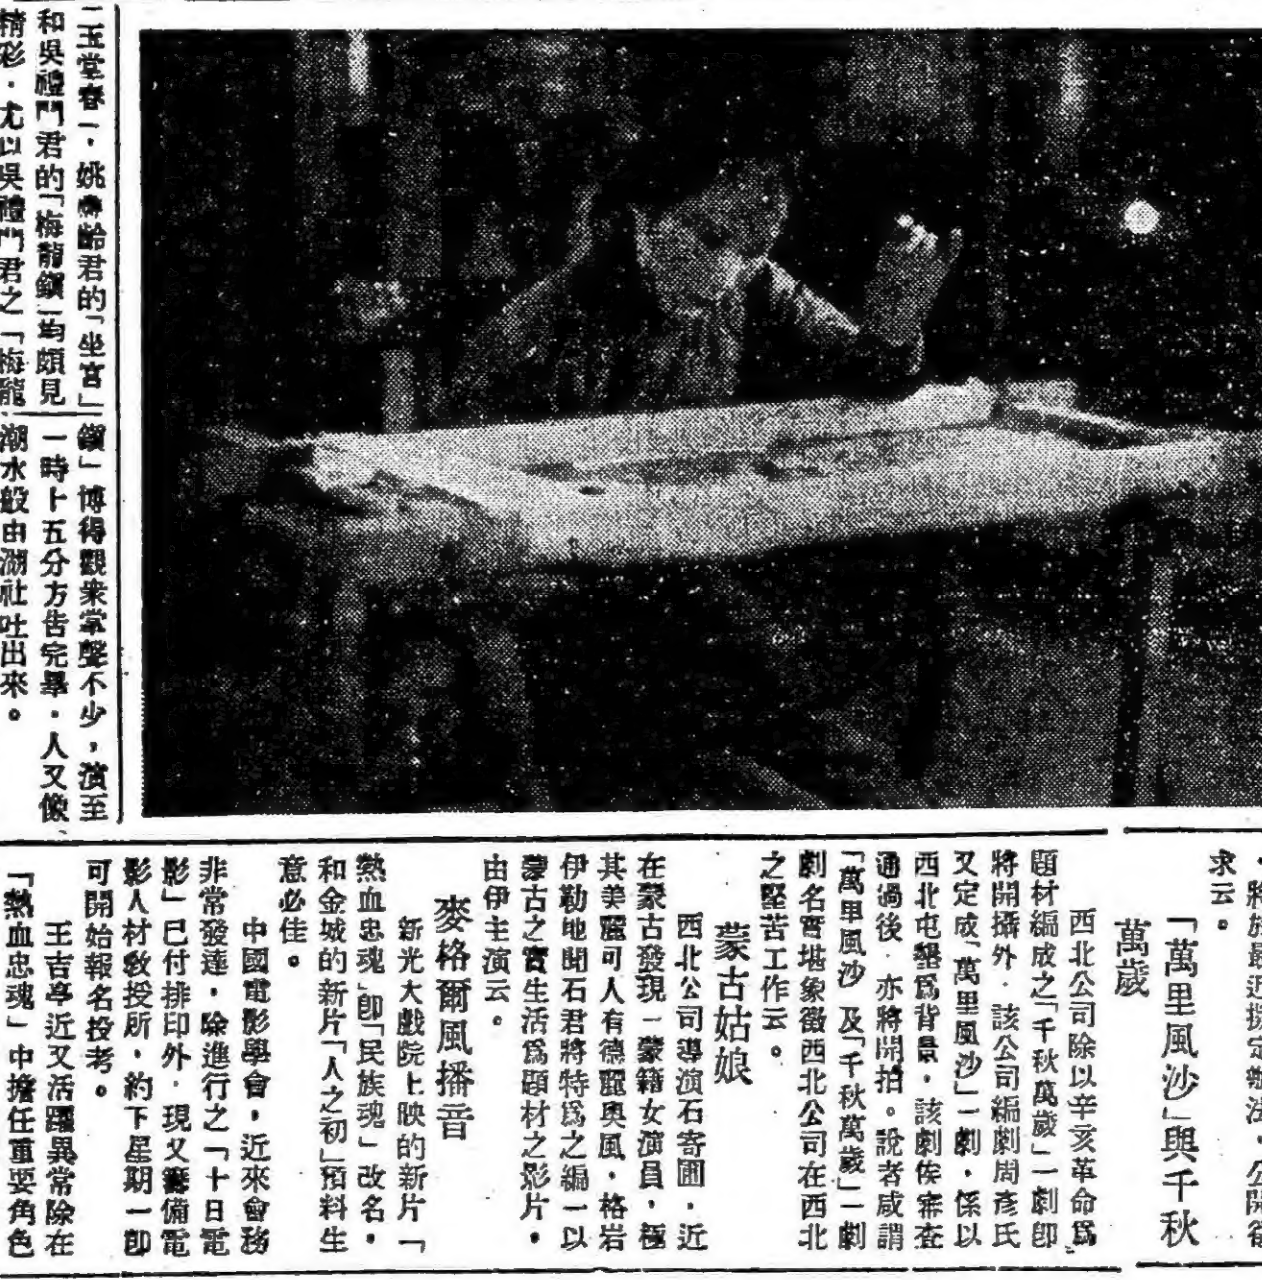 二玉堂春一，姚
齡君的「坐宮」
和吳禮門君的「梅龍鎮」均頗見
精彩．尤以吳禮門君之「梅龍
鎮」博得觀衆掌聲不少，演至
一時十五分方告完畢．人又像
潮水般由湖社吐出來。
求云。
「萬里風沙」與千秋
萬歲
西北公司除以辛亥革命爲
題材編成之「千秋萬歲」一劇卽
將開攝外．該公司編劇周彥氏
又定成「萬里風沙」一劇．係以
西北屯墾爲背景．該劇俟審查
通過後．亦將開拍。說者咸謂
「萬里風沙 及「千秋萬歲」二劇
劇名實堪象徵西北公司在西北
之堅苦工作云。
蒙古姑娘
西北公司導演石寄圃．近
在蒙古發現一蒙籍女演員，極
其美麗可人有德麗奧風．格岩
伊勒地聞石君將特爲之編一以
蒙古之實生活爲題材之影片．
由伊主演云。
麥格爾風播音
新光大戲院上映的新片「
熱血忠魂」卽「民族魂」改名．
和金城的新片「人之初」預料生
意必佳。
中國電影學會，近來會務
非常發達．除進行之「十日電
影」已付排印外．現又籌備電
影人材敎授所．約下星期一卽
可開始報名投考。
王吉亭近又活躍異常除在
「熱血忠魂」中擔任重要角色